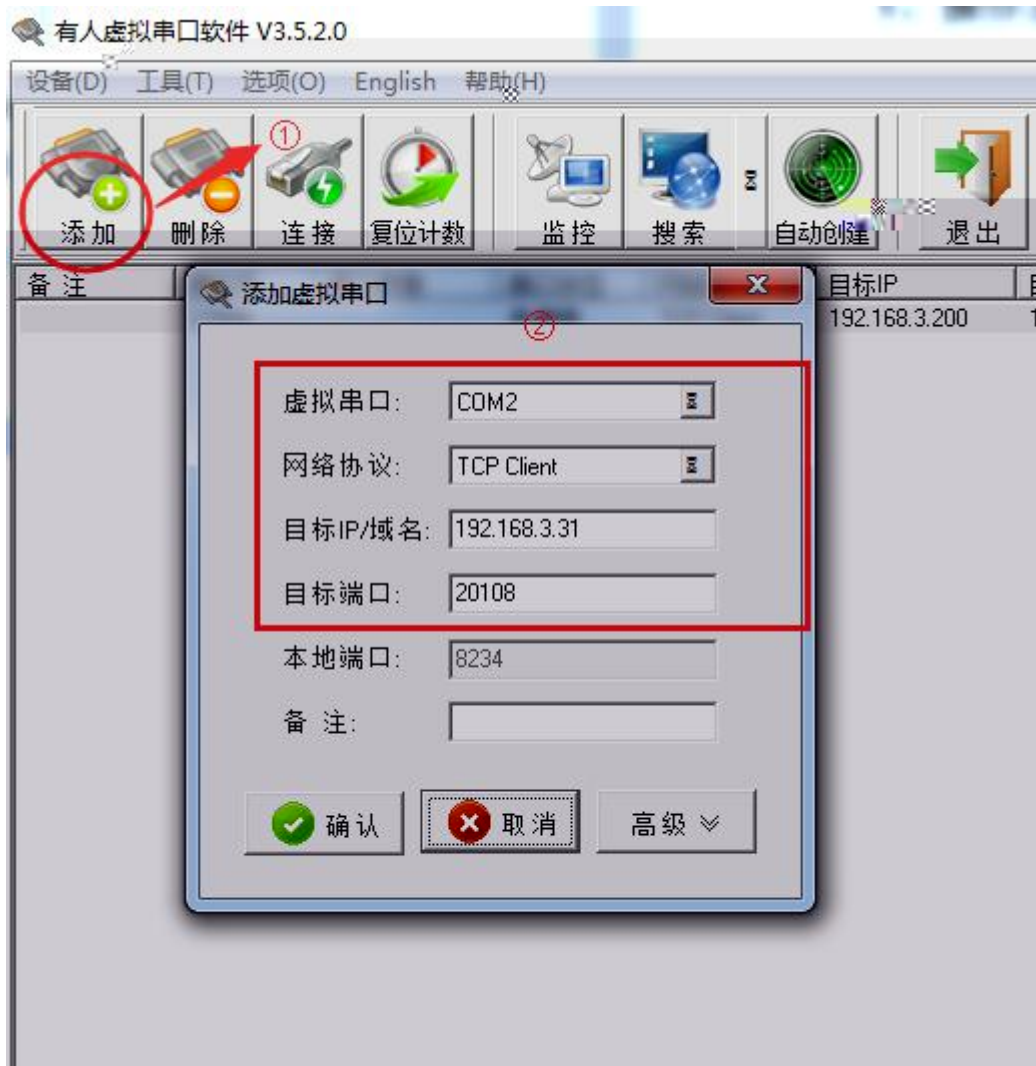 有人虚拟串口软件 V3.5.2.0
设备(D) 工具(T) 选项(O) English 帮助(H)
①
添加 删除 连接 复位计数 监控 搜索 自动创建 退出
备注 目标IP
添加虚拟串口
192.168.3.200
②
虚拟串口: COM2
网络协议: TCP Client
目标IP/域名: 192.168.3.31
目标端口: 20108
本地端口: 8234
备 注:
确认 取消 高级